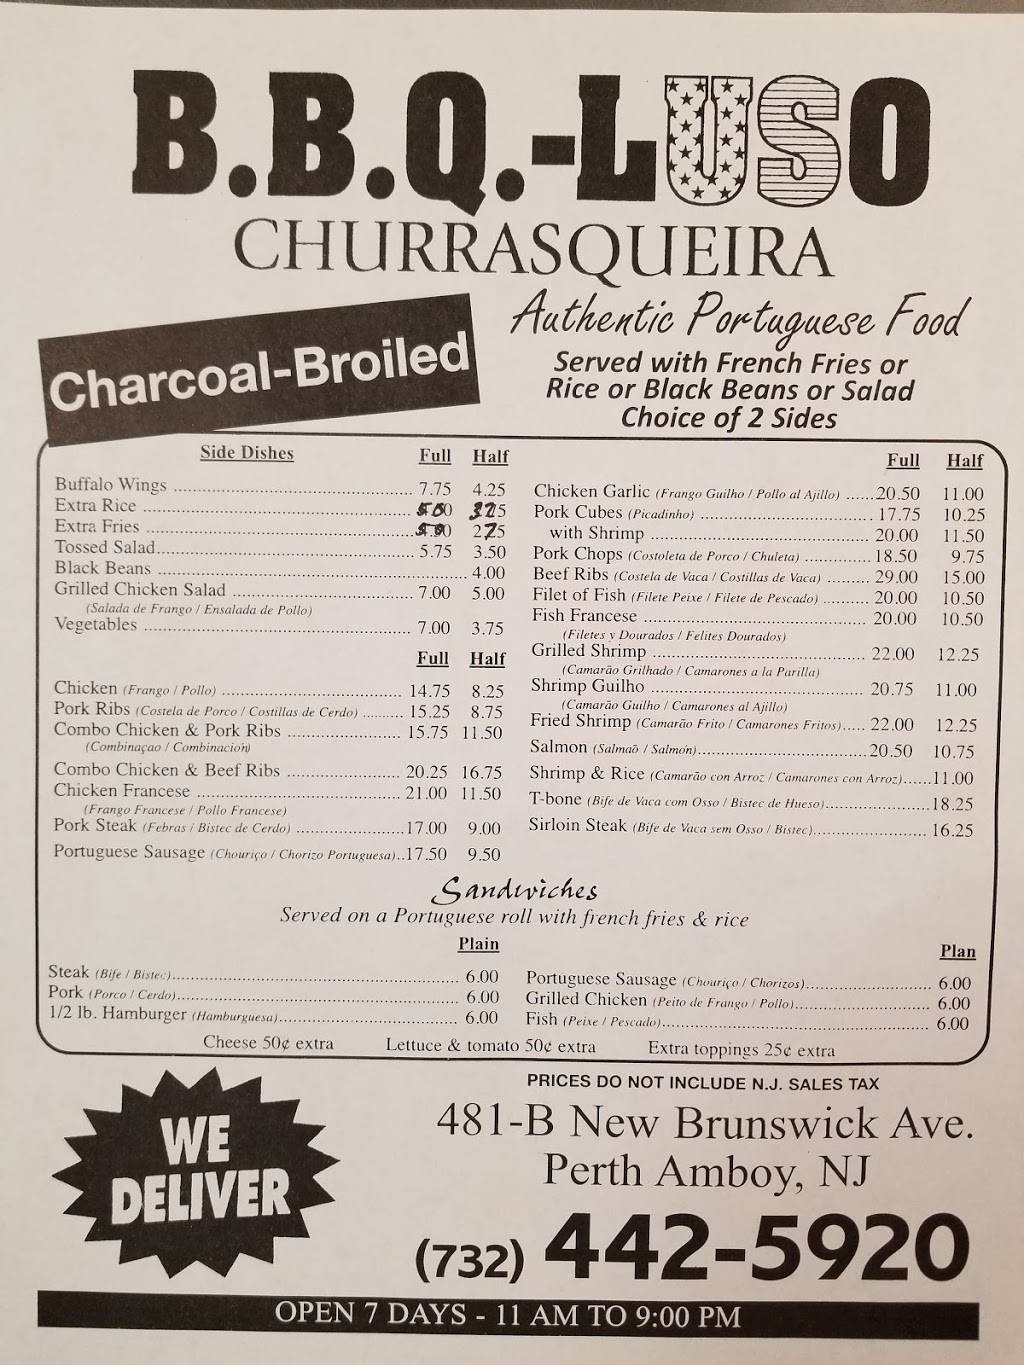 B.B.Q.-LUSO
CHURRASQUEIRA
Charcoal-Broiled
Authentic Portuguese Food
Served with French Fries or
Rice or Black Beans or Salad
Choice of 2 Sides
Side Dishes Full Half
Buffalo Wings 7.75 4.25
Extra Rice
Extra Fries
Tossed Salad 5.75 3.50
Black Beans 4.00
Grilled Chicken Salad 7.00 5.00
(Salada de Frango / Ensalada de Pollo)
Vegetables 7.00 3.75
Full Half
Chicken (Frango / Pollo) 14.75 8.25
Pork Ribs (Costela de Porco / Costillas de Cerdo) 15.25 8.75
Combo Chicken & Pork Ribs 15.75 11.50
(Combinaçao / Combinación)
Combo Chicken & Beef Ribs 20.25 16.75
Chicken Francese 21.00 11.50
(Frango Francese / Pollo Francese)
Pork Steak (Febras / Bistec de Cerdo) 17.00 9.00
Portuguese Sausage (Chouriço / Chorizo Portuguesa) 17.50 9.50
Full Half
Chicken Garlic (Frango Guilho / Pollo al Ajillo) 20.50 11.00
Pork Cubes (Picadinho) 17.75 10.25
with Shrimp 20.00 11.50
Pork Chops (Costoleta de Porco / Chuleta) 18.50 9.75
Beef Ribs (Costela de Vaca / Costillas de Vaca) 29.00 15.00
Filet of Fish (Filete Peixe / Filete de Pescado) 20.00 10.50
Fish Francese 20.00 10.50
(Filetes y Dourados / Felites Dourados)
Grilled Shrimp 22.00 12.25
(Camarão Grilhado / Camarones a la Parilla)
Shrimp Guilho 20.75 11.00
(Camarão Guilho / Camarones al Ajillo)
Fried Shrimp (Camarão Frito / Camarones Fritos) 22.00 12.25
Salmon (Salmaõ / Salmón) 20.50 10.75
Shrimp & Rice (Camarão con Arroz / Camarones con Arroz) 11.00
T-bone (Bife de Vaca com Osso / Bistec de Hueso) 18.25
Sirloin Steak (Bife de Vaca sem Osso / Bistec) 16.25
Sandwiches
Served on a Portuguese roll with french fries & rice
Plain
Steak (Bife / Bistec) 6.00
Pork (Porco / Cerdo) 6.00
1/2 lb. Hamburger (Hamburguesa) 6.00
Plan
Portuguese Sausage (Chouriço / Chorizos) 6.00
Grilled Chicken (Peito de Frango / Pollo) 6.00
Fish (Peixe / Pescado) 6.00
Cheese 50¢ extra Lettuce & tomato 50¢ extra Extra toppings 25¢ extra
PRICES DO NOT INCLUDE N.J. SALES TAX
WE
DELIVER
481-B New Brunswick Ave.
Perth Amboy, NJ
(732) 442-5920
OPEN 7 DAYS - 11 AM TO 9:00 PM